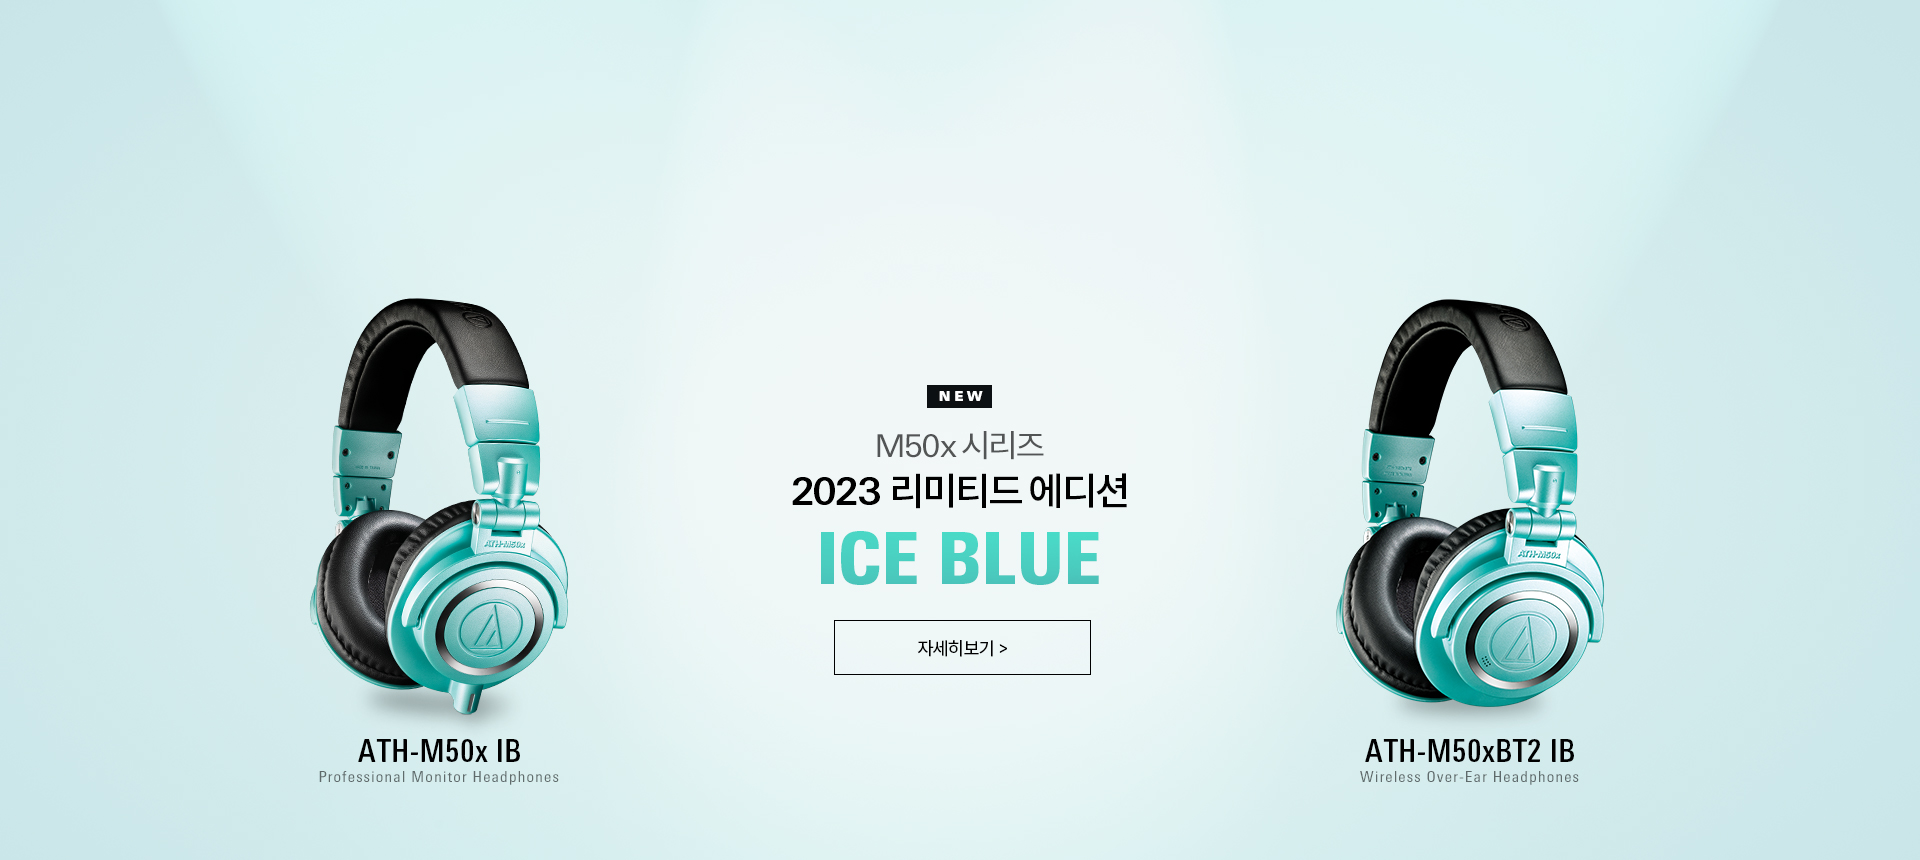 NEW
M50x 시리즈
2023 리미티드 에디션
ICE BLUE
자세히보기 >
ATH-M50x
ATH-M50x IB
Professional Monitor Headphones
ATH-M50x
ATH-M50xBT2 IB
Wireless Over-Ear Headphones